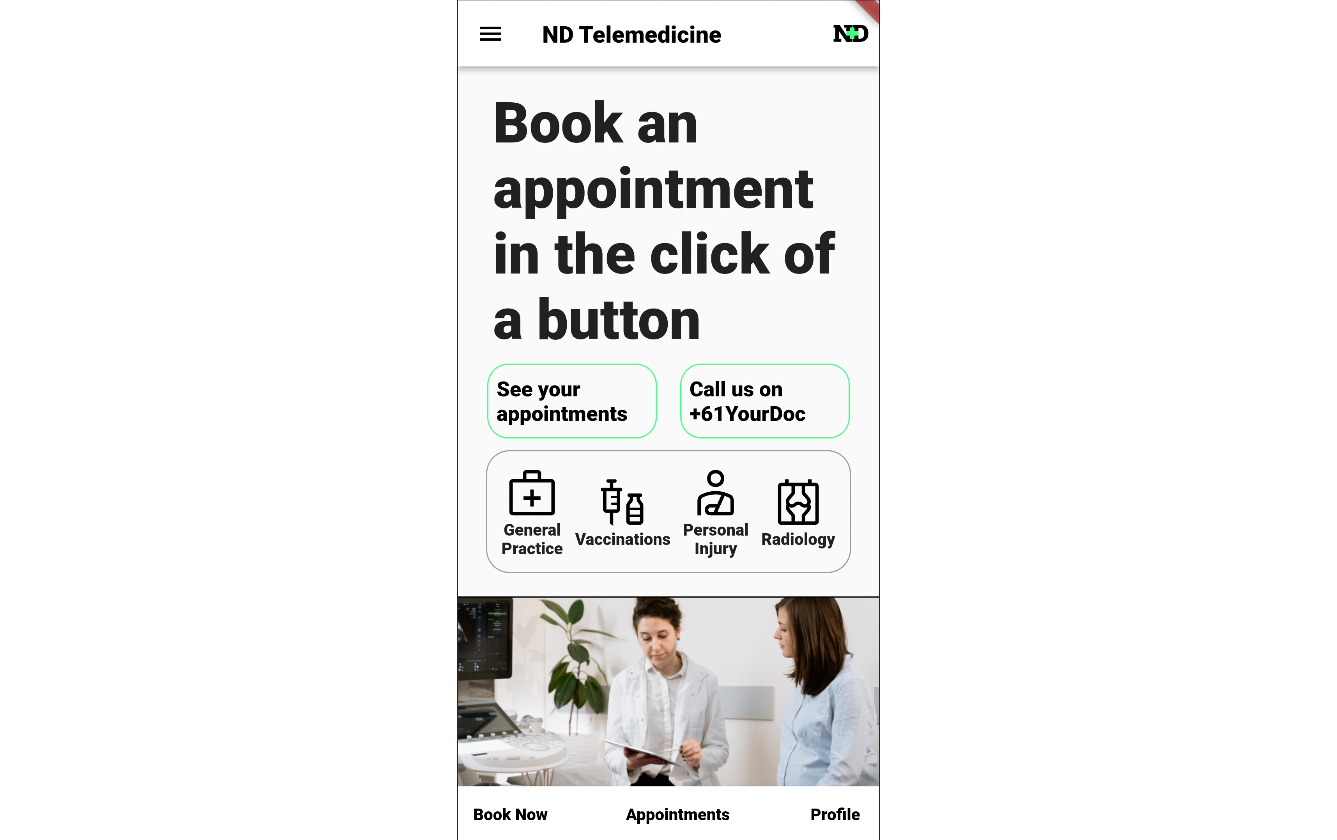 ND Telemedicine
ND
Book an
appointment
in the click of
a button
See your
appointments
Call us on
+61YourDoc
General
Practice
Vaccinations
Personal
Injury
Radiology
Book Now
Appointments
Profile